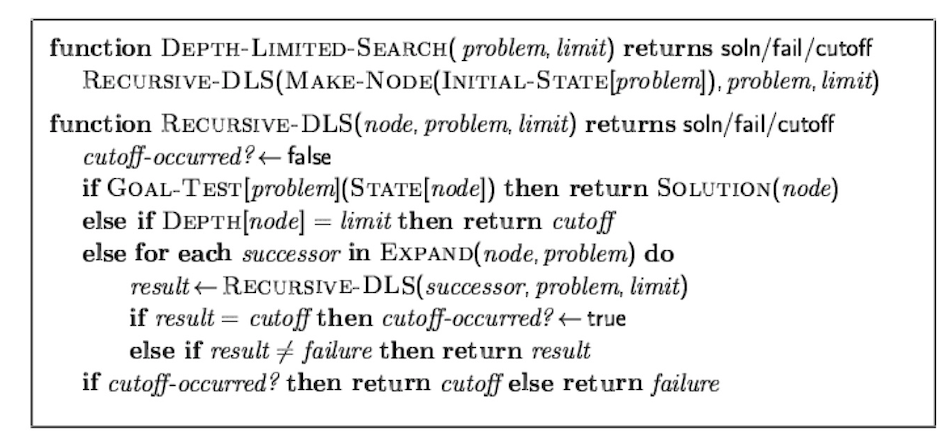 function DEPTH-LIMITED-SEARCH( problem, limit) returns soln/fail/cutoff
RECURSIVE-DLS(MAKE-NODE(INITIAL-STATE[problem]), problem, limit)
function RECURSIVE-DLS(node, problem, limit) returns soln/fail/cutoff
cutoff-occurred? ← false
if GOAL-TEST[problem](STATE[node]) then return SOLUTION(node)
else if DEPTH[node] = limit then return cutoff
else for each successor in EXPAND(node, problem) do
result ← RECURSIVE-DLS(successor, problem, limit)
if result = cutoff then cutoff-occurred? ← true
else if result ≠ failure then return result
if cutoff-occurred? then return cutoff else return failure